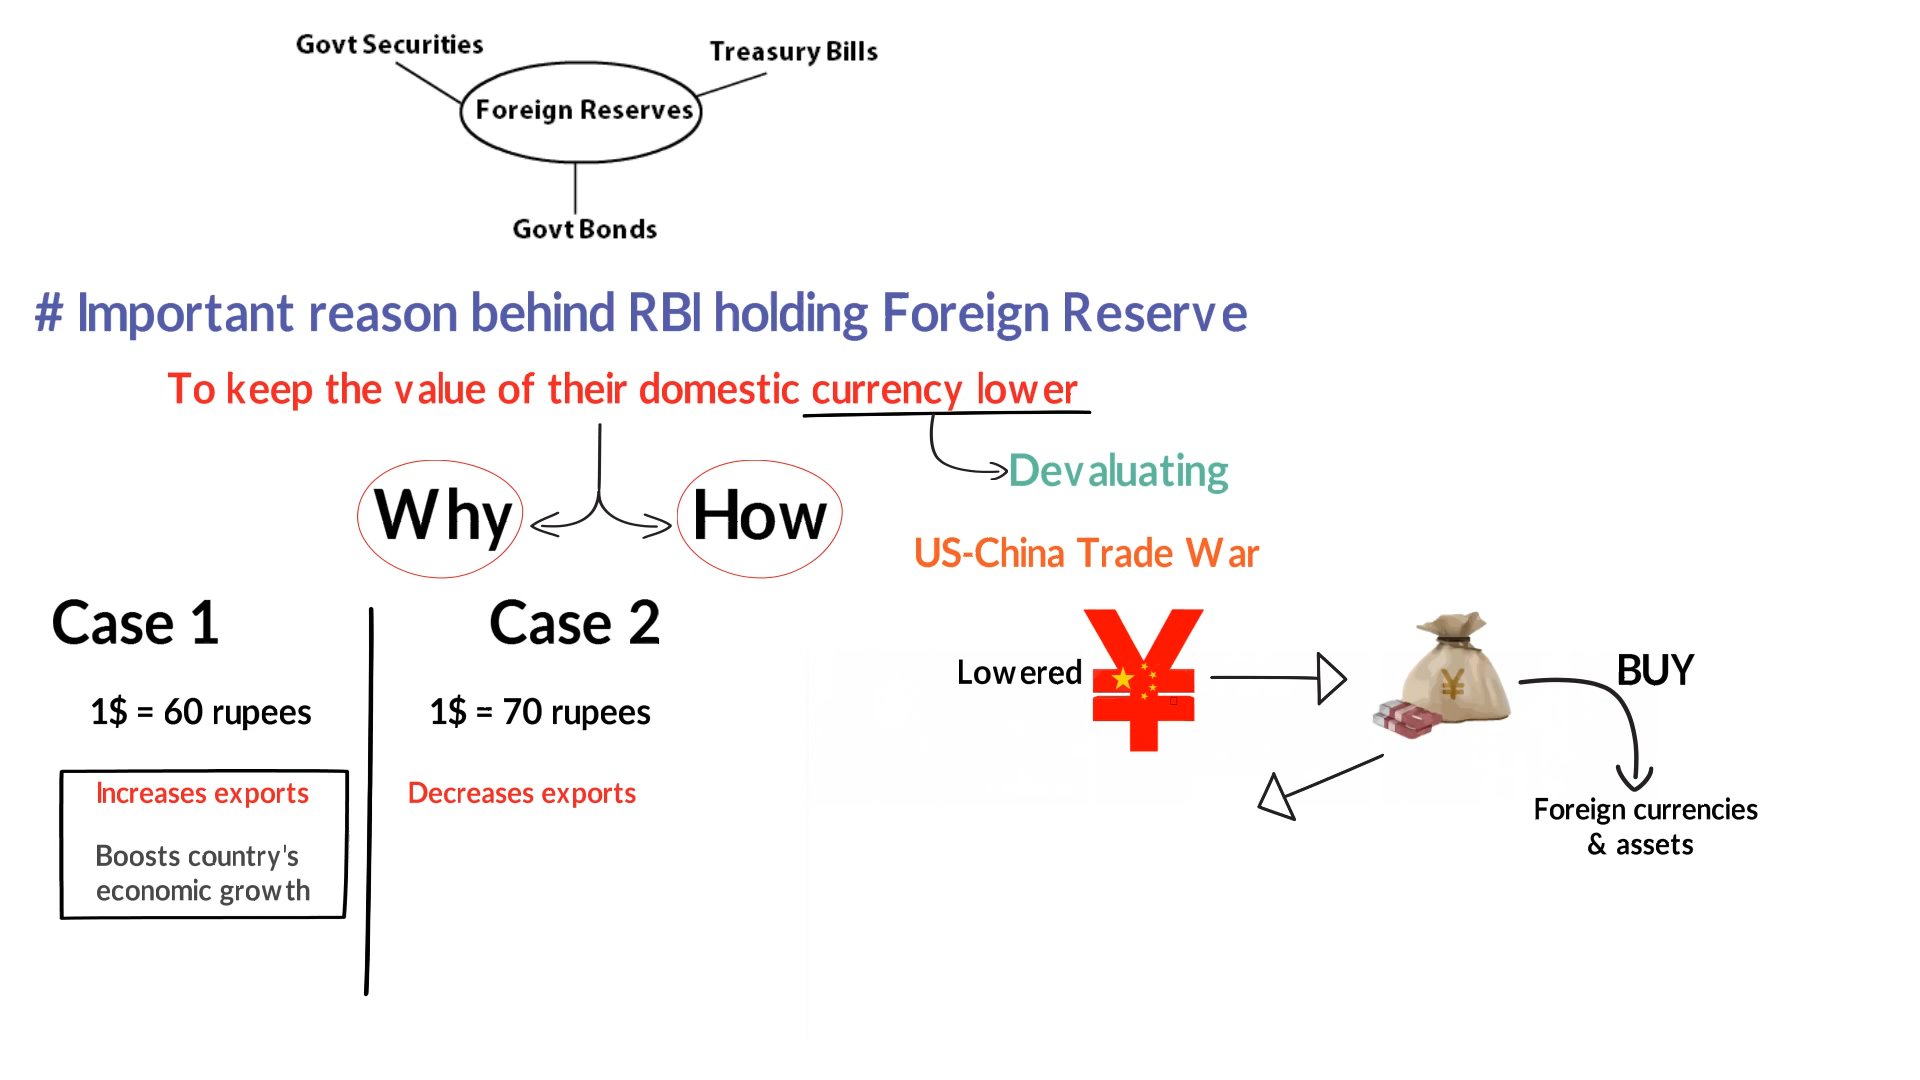 Govt Securities
Treasury Bills
Foreign Reserves
Govt Bonds
# Important reason behind RBI holding Foreign Reserve
To keep the value of their domestic currency lower
Devaluating
Why
How
US-China Trade War
Case 1
Case 2
Lowered
¥
¥
BUY
1$ = 60 rupees
1$ = 70 rupees
Increases exports
Decreases exports
Foreign currencies
& assets
Boosts country's
economic growth